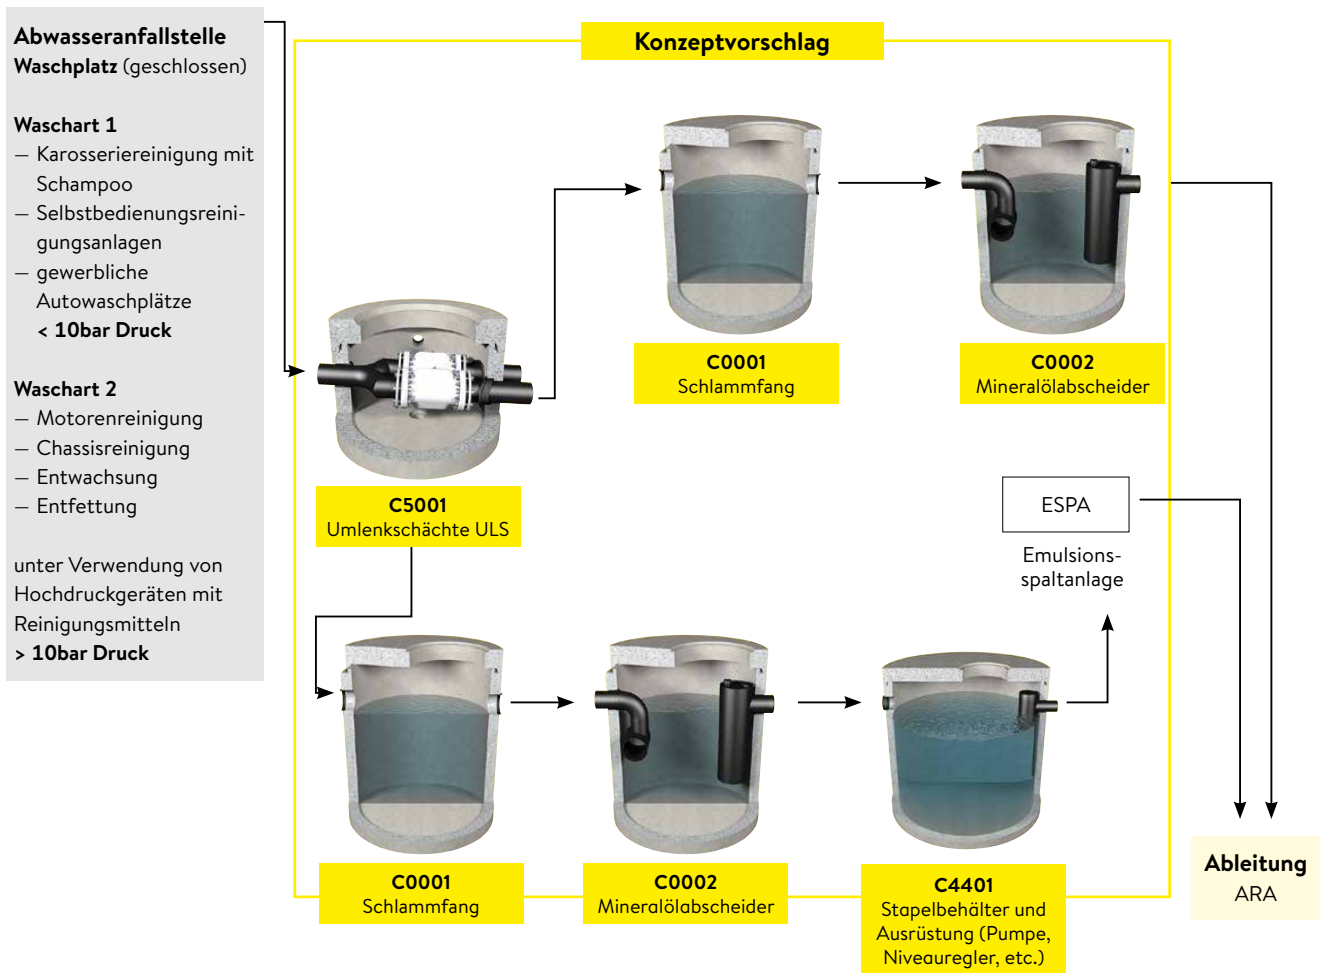 Abwasseranfallstelle
Waschplatz (geschlossen)
Waschart 1
– Karosseriereinigung mit
Schampoo
– Selbstbedienungsreini-
gungsanlagen
– gewerbliche
Autowaschplätze
< 10bar Druck
Waschart 2
– Motorenreinigung
– Chassisreinigung
– Entwachsung
– Entfettung
unter Verwendung von
Hochdruckgeräten mit
Reinigungsmitteln
> 10bar Druck
Konzeptvorschlag
C0001
Schlammfang
C0002
Mineralölabscheider
C5001
Umlenkschächte ULS
ESPA
Emulsions-
spaltanlage
C0001
Schlammfang
C0002
Mineralölabscheider
C4401
Stapelbehälter und
Ausrüstung (Pumpe,
Niveauregler, etc.)
Ableitung
ARA